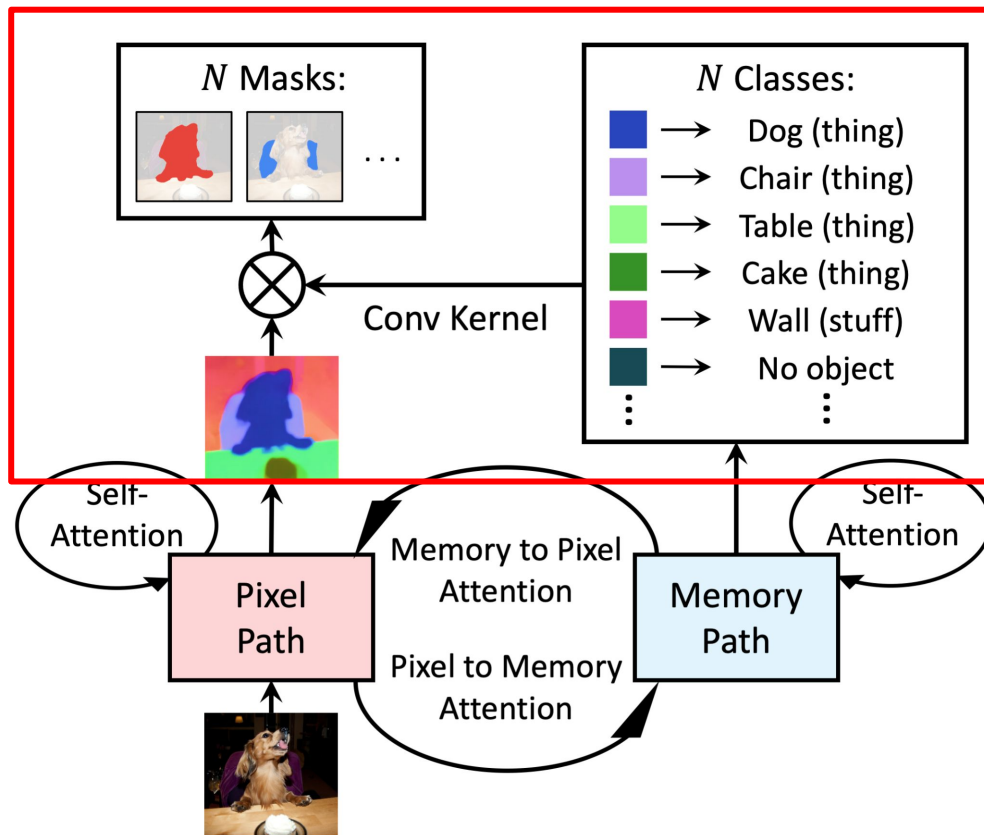 N Masks:
...
N Classes:
Dog (thing)
Chair (thing)
Table (thing)
Cake (thing)
Wall (stuff)
No object
Conv Kernel
Self-
Attention
Memory to Pixel
Attention
Self-
Attention
Pixel
Path
Memory
Path
Pixel to Memory
Attention